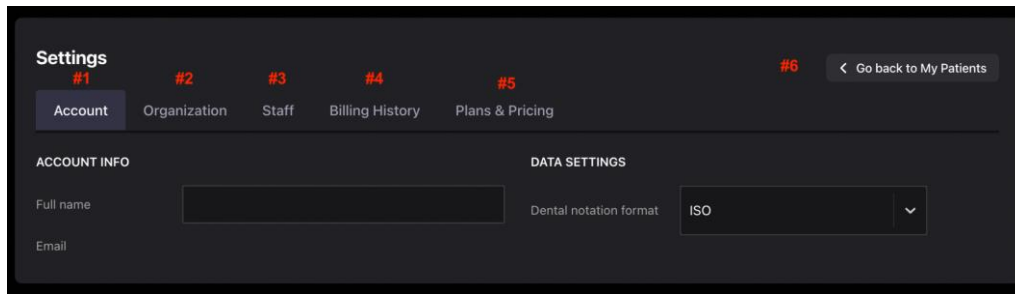 Settings
#1 #2 #3 #4 #5 #6
< Go back to My Patients
Account Organization Staff Billing History Plans & Pricing
ACCOUNT INFO DATA SETTINGS
Full name Dental notation format ISO
Email